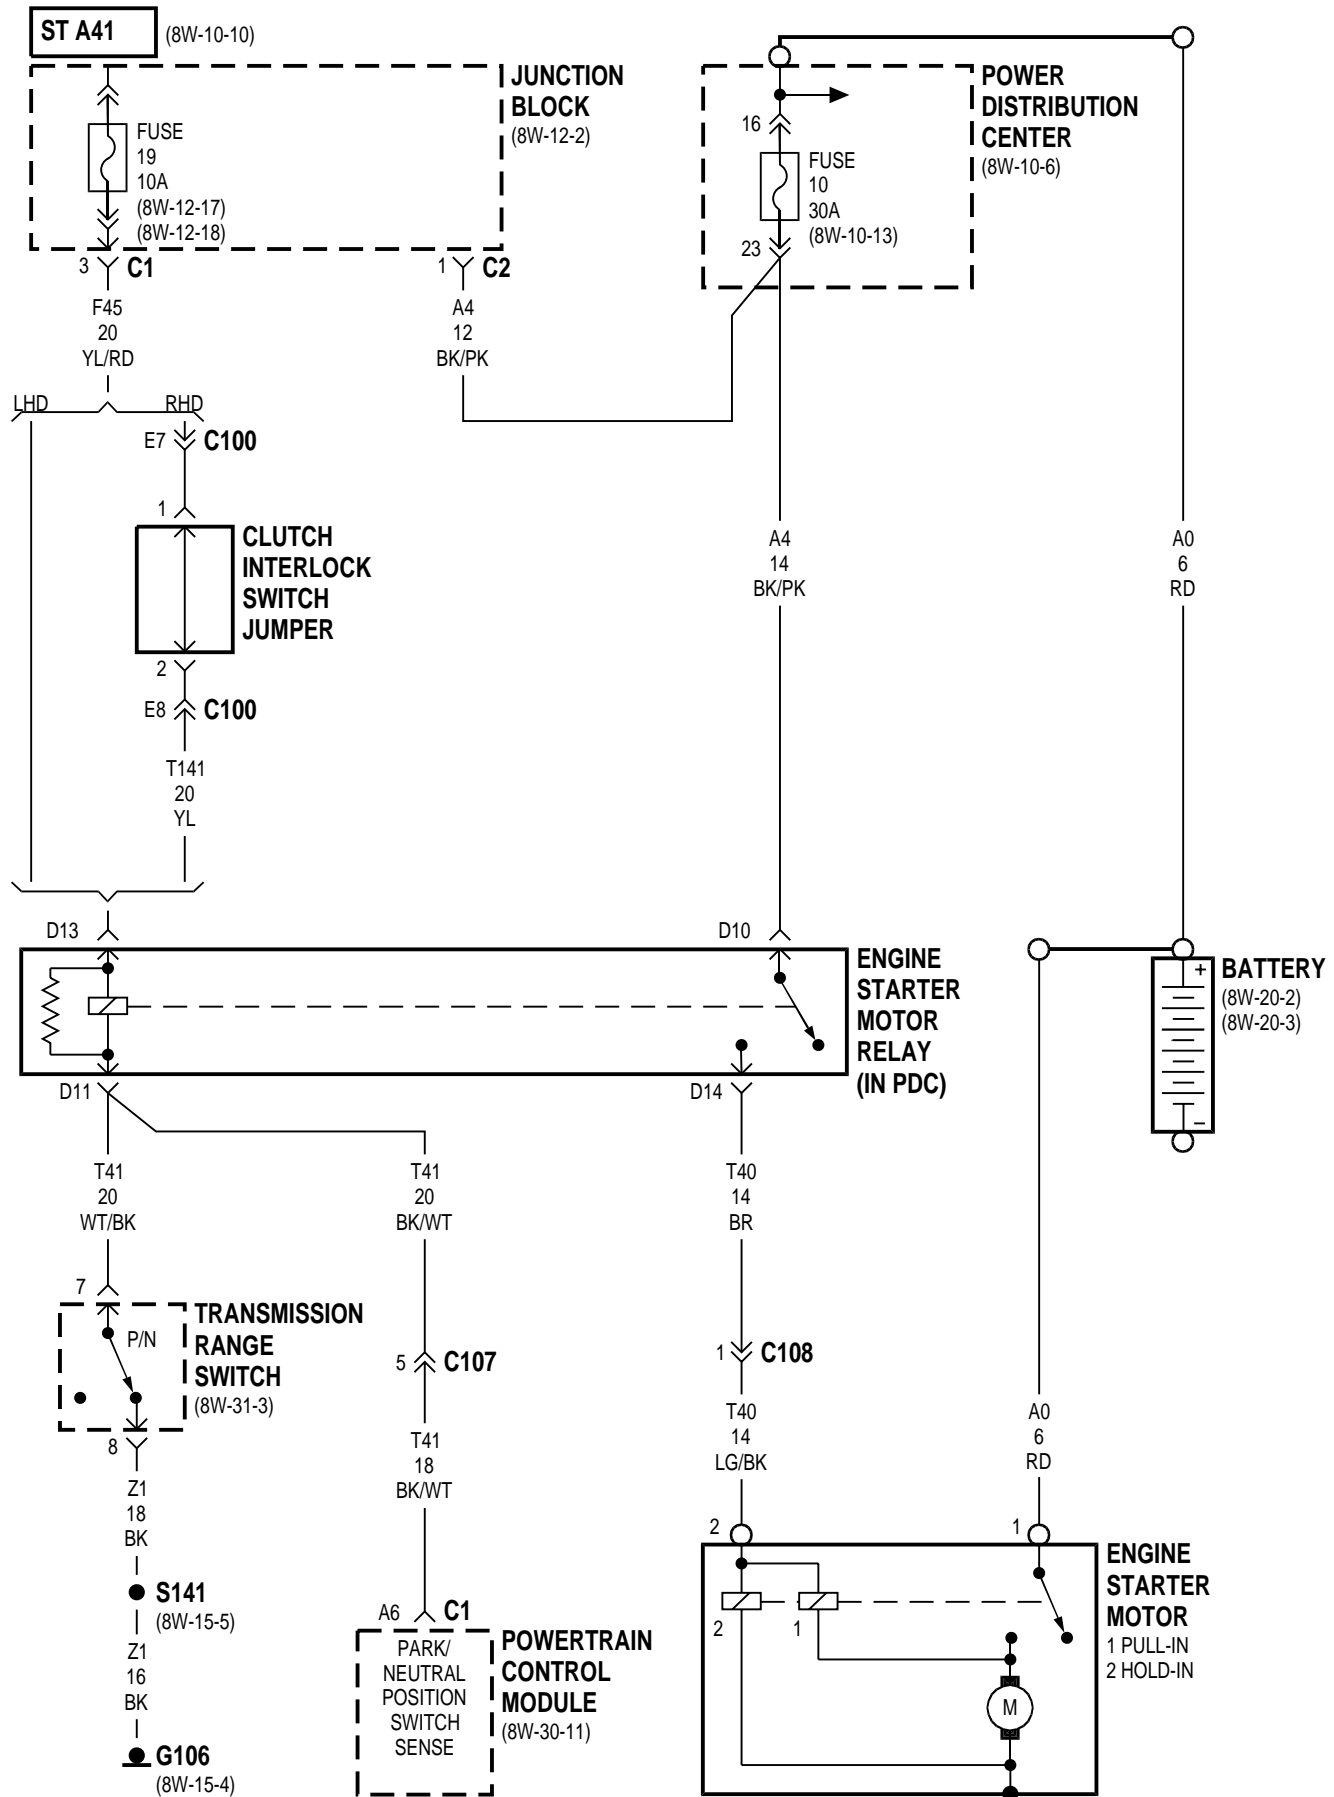 ST A41
(8W-10-10)
JUNCTION
BLOCK
(8W-12-2)
FUSE
19
10A
(8W-12-17)
(8W-12-18)
3
C1
1
C2
POWER
DISTRIBUTION
CENTER
(8W-10-6)
16
FUSE
10
30A
(8W-10-13)
23
F45
20
YL/RD
A4
12
BK/PK
LHD
RHD
E7
C100
1
CLUTCH
INTERLOCK
SWITCH
JUMPER
2
E8
C100
T141
20
YL
A4
14
BK/PK
A0
6
RD
D13
D10
ENGINE
STARTER
MOTOR
RELAY
(IN PDC)
D11
D14
+
BATTERY
(8W-20-2)
(8W-20-3)
–
T41
20
WT/BK
T41
20
BK/WT
T40
14
BR
7
P/N
TRANSMISSION
RANGE
SWITCH
(8W-31-3)
8
5
C107
1
C108
Z1
18
BK
T41
18
BK/WT
T40
14
LG/BK
A0
6
RD
S141
(8W-15-5)
Z1
16
BK
G106
(8W-15-4)
A6
C1
PARK/
NEUTRAL
POSITION
SWITCH
SENSE
POWERTRAIN
CONTROL
MODULE
(8W-30-11)
2
1
2
1
M
ENGINE
STARTER
MOTOR
1 PULL-IN
2 HOLD-IN